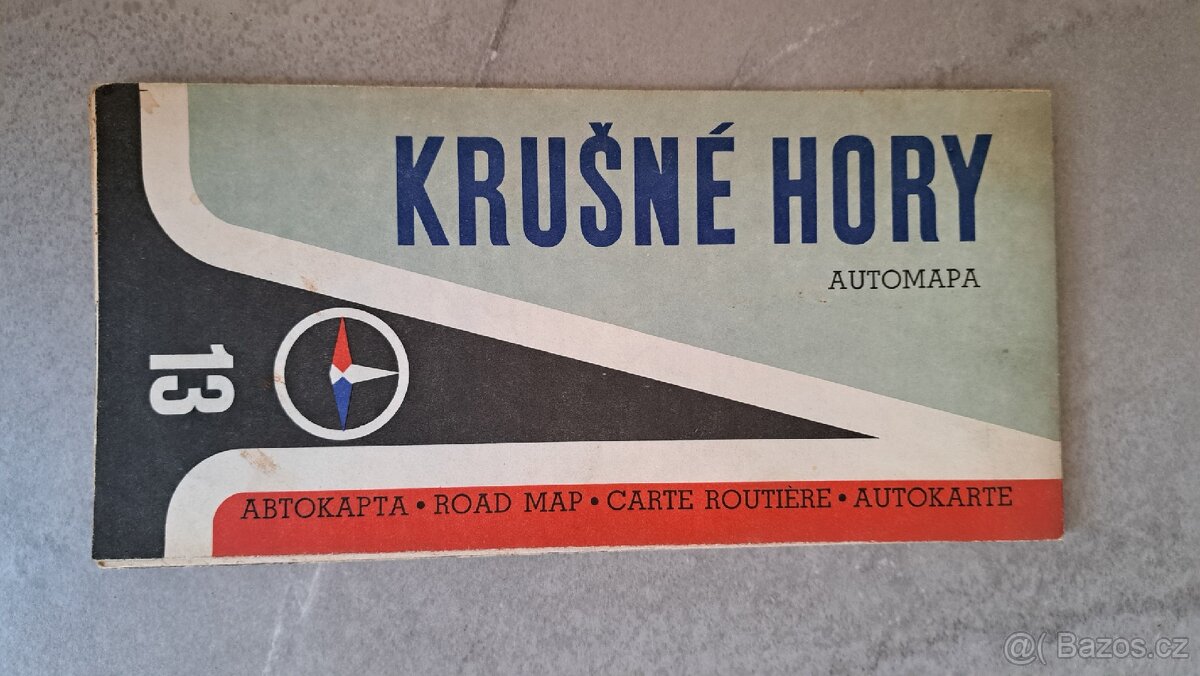 KRUŠNÉ HORY
AUTOMAPA
13
АВТОКАРТА • ROAD MAP • CARTE ROUTIÈRE • AUTOKARTE
@( Bazos.cz